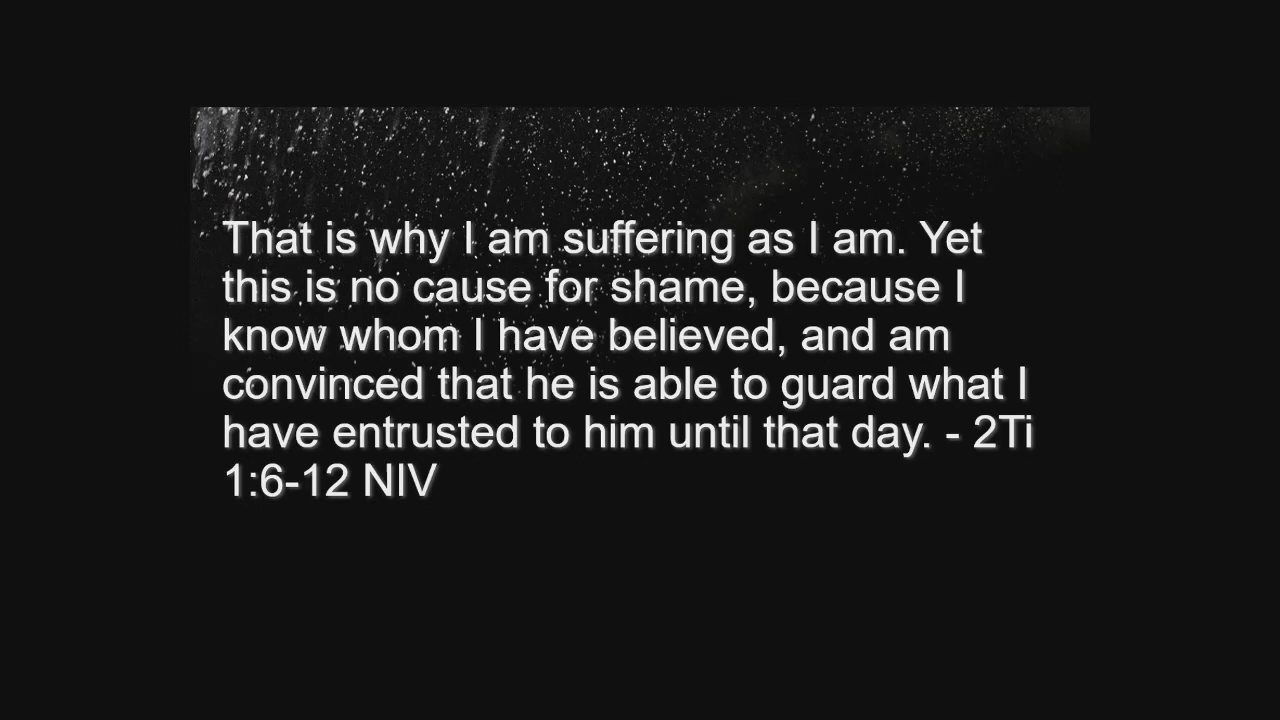 That is why I am suffering as I am. Yet
this is no cause for shame, because I
know whom I have believed, and am
convinced that he is able to guard what I
have entrusted to him until that day. - 2Ti
1:6-12 NIV